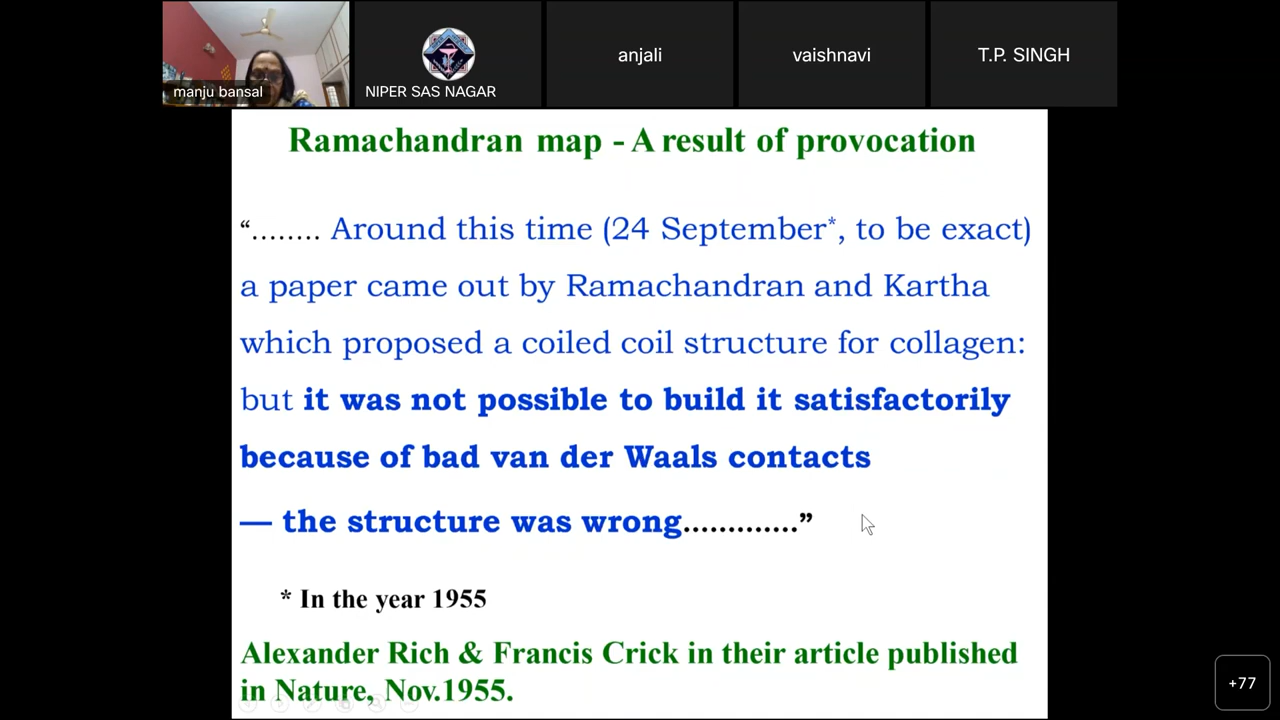 manju bansal
NIPER SAS NAGAR
anjali
vaishnavi
T.P. SINGH
Ramachandran map - A result of provocation
“........ Around this time (24 September*, to be exact)
a paper came out by Ramachandran and Kartha
which proposed a coiled coil structure for collagen:
but it was not possible to build it satisfactorily
because of bad van der Waals contacts
— the structure was wrong.............”
* In the year 1955
Alexander Rich & Francis Crick in their article published
in Nature, Nov.1955.
+77